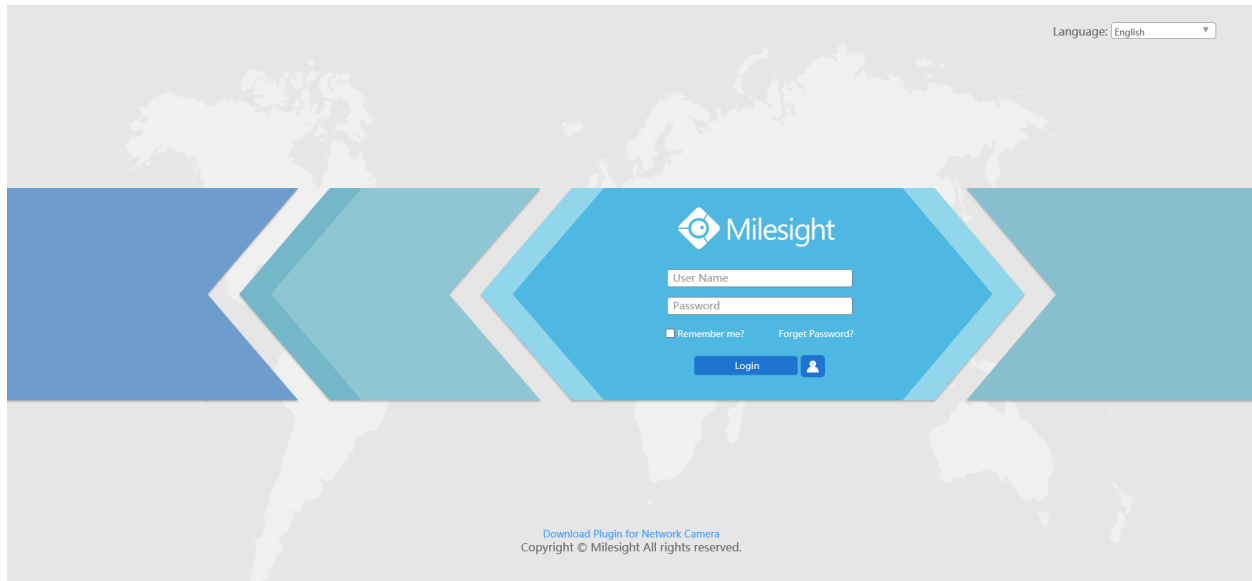 Language: English
Milesight
User Name
Password
Remember me? Forget Password?
Login
Download Plugin for Network Camera
Copyright © Milesight All rights reserved.